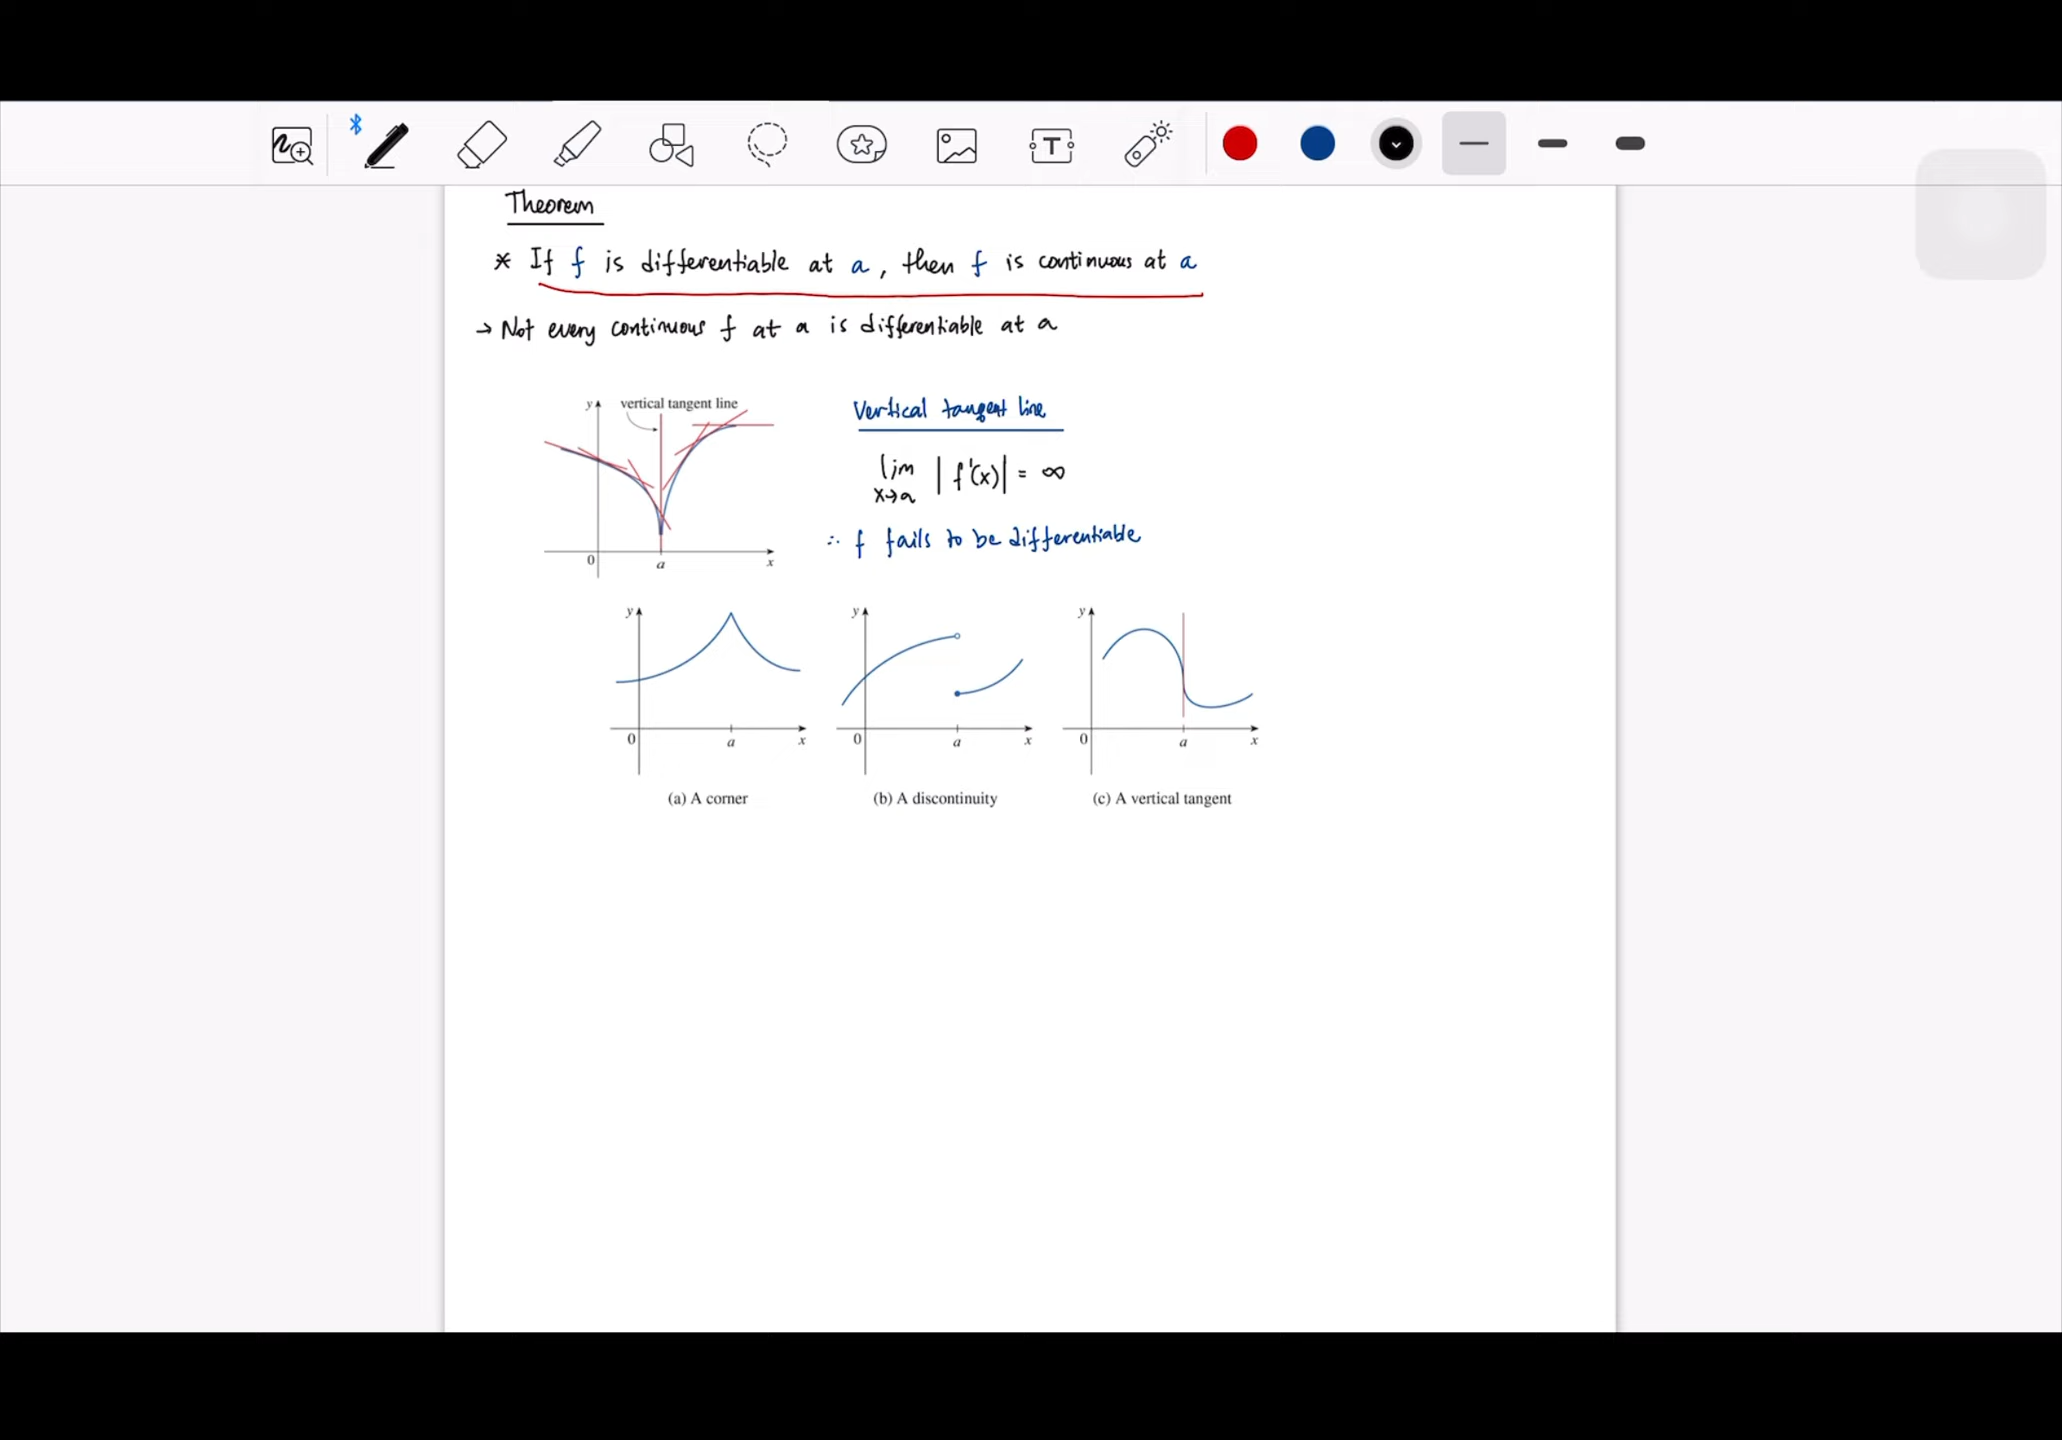 Theorem
* If f is differentiable at a, then f is continuous at a
→ Not every continuous f at a is differentiable at a
y vertical tangent line
0 a x
Vertical tangent line
lim x→a |f'(x)| = ∞
∴ f fails to be differentiable
y
0 a x
(a) A corner
y
0 a x
(b) A discontinuity
y
0 a x
(c) A vertical tangent